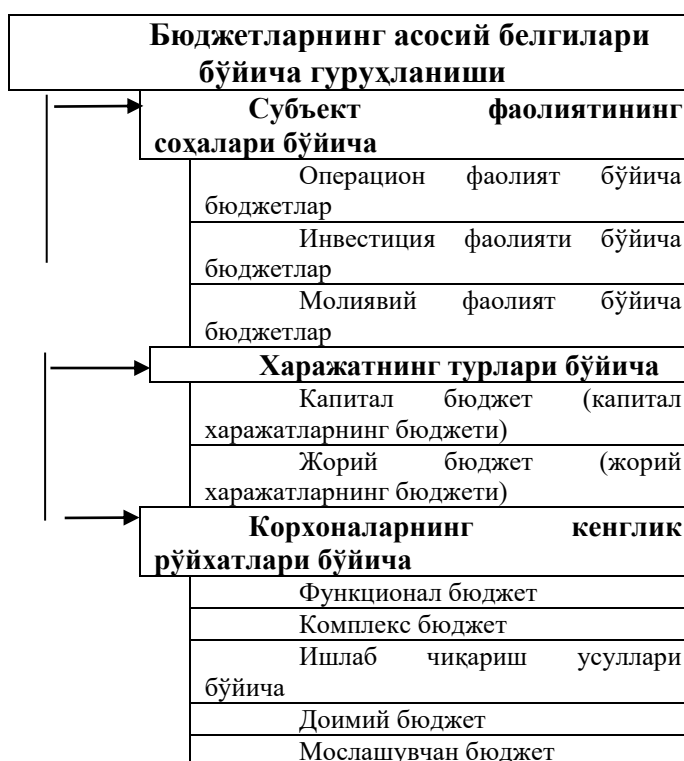 Бюджетларнинг асосий белгилари
бўйича гуруҳланиши
Субъект фаолиятининг
соҳалари бўйича
Операцион фаолият бўйича
бюджетлар
Инвестиция фаолияти бўйича
бюджетлар
Молиявий фаолият бўйича
бюджетлар
Харажатнинг турлари бўйича
Капитал бюджет (капитал
харажатларнинг бюджети)
Жорий бюджет (жорий
харажатларнинг бюджети)
Корхоналарнинг кенглик
рўйхатлари бўйича
Функционал бюджет
Комплекс бюджет
Ишлаб чиқариш усуллари
бўйича
Доимий бюджет
Мослашувчан бюджет